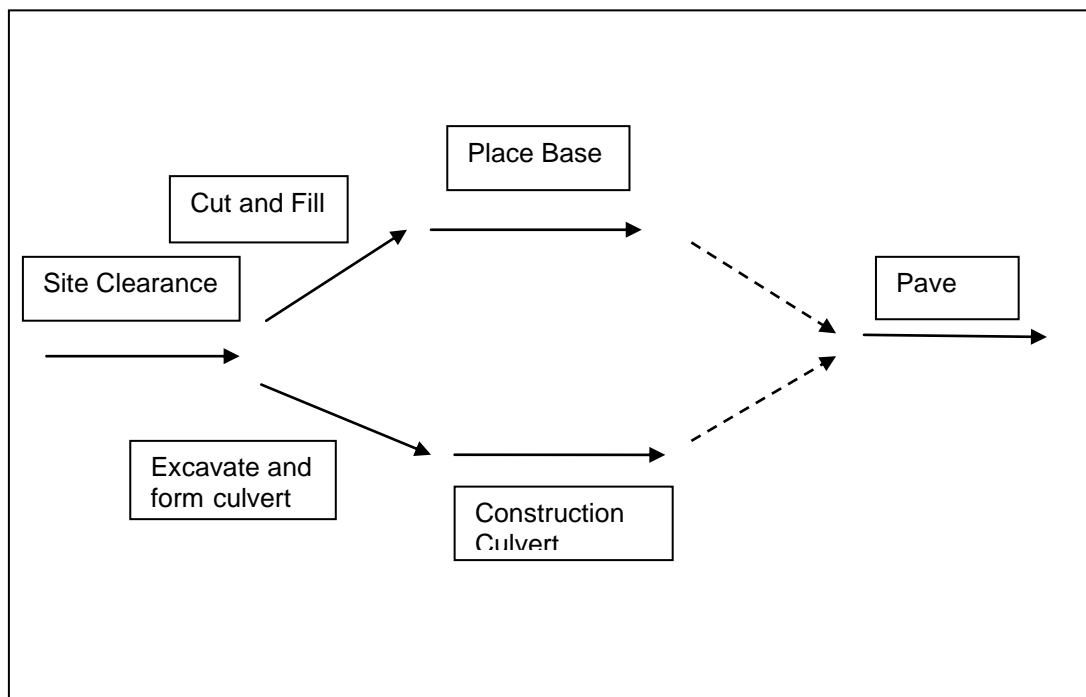 Place Base
Cut and Fill
Site Clearance
Pave
Excavate and
form culvert
Construction
Culvert